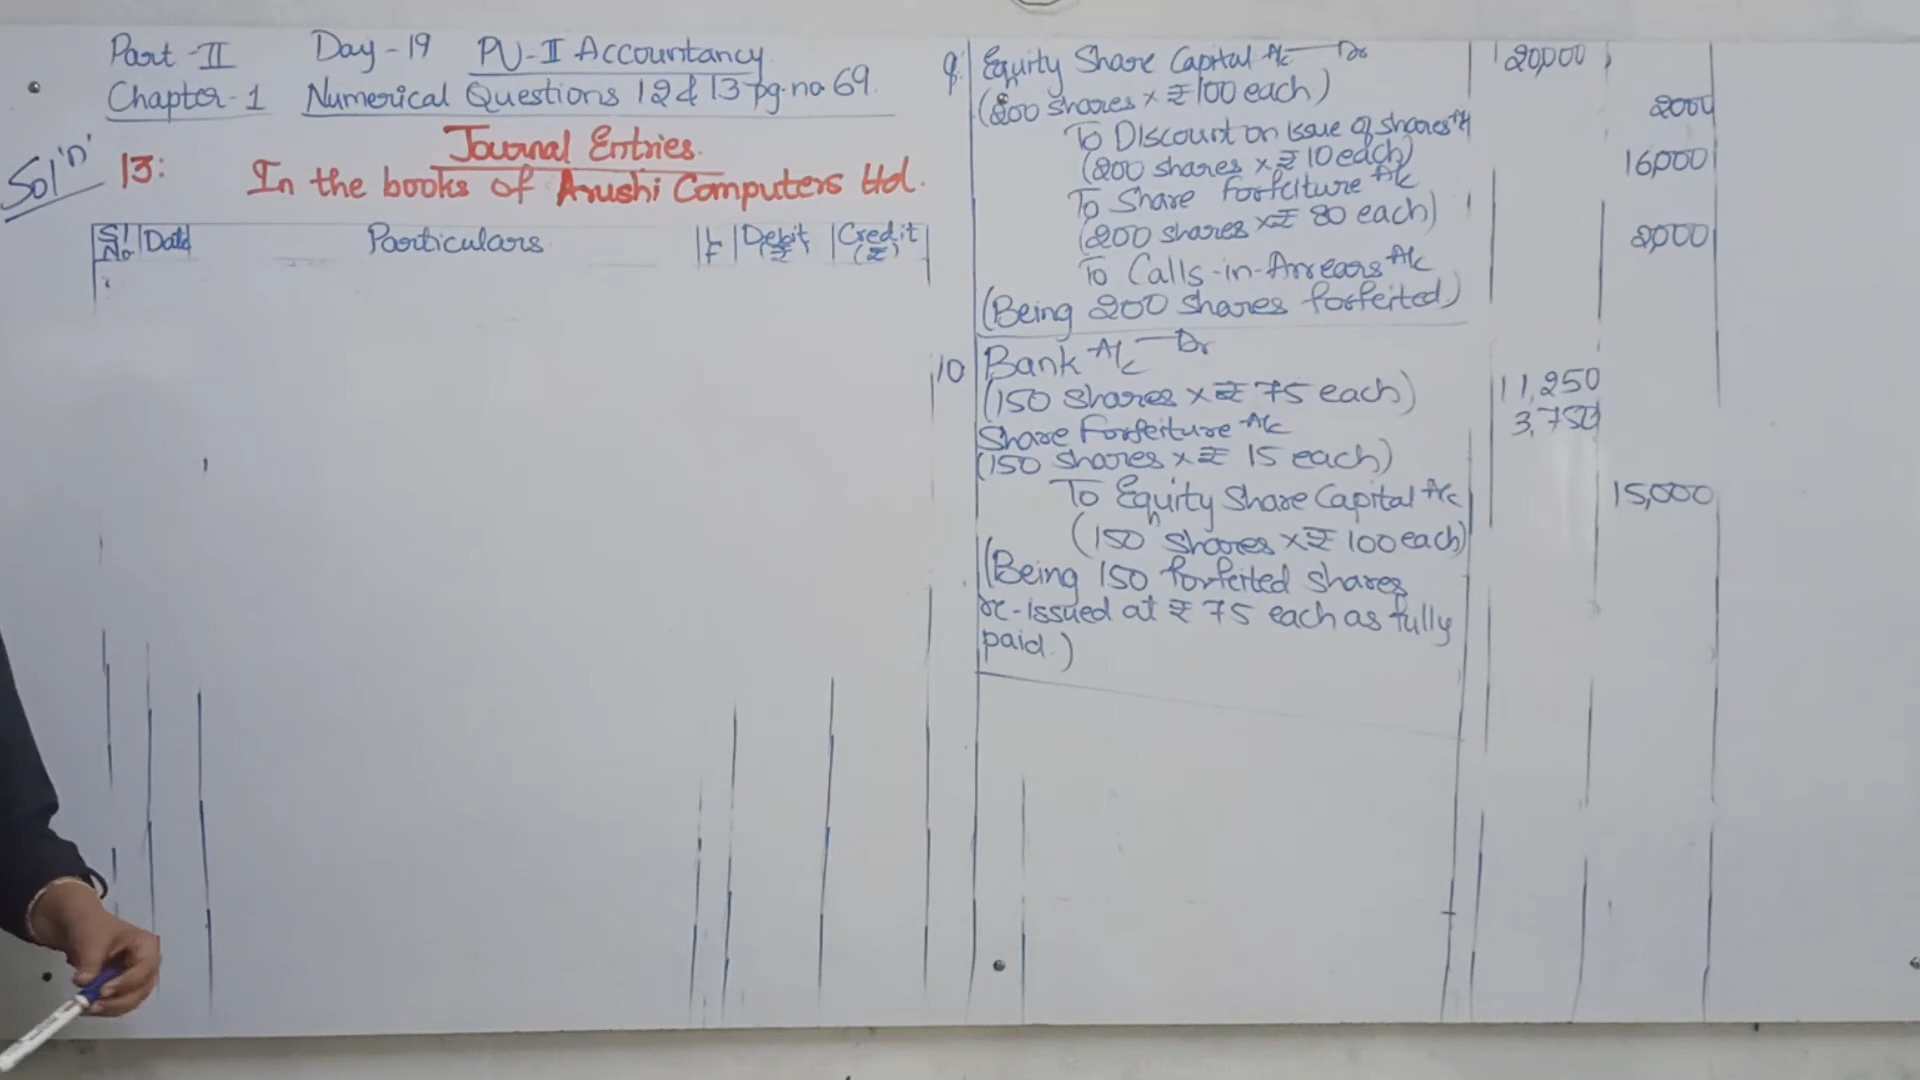 Part-II Day-19 PU-II Accountancy
Chapter-1 Numerical Questions 12 & 13 pg.no 69.
Journal Entries.
Sol'n' 13: In the books of Arushi Computers Ltd.
Sl No Date Particulars LF Debit (₹) Credit (₹)
9. Equity Share Capital A/c Dr 20,000
(200 shares × ₹ 100 each)
To Discount on issue of shares A/c 2000
(200 shares × ₹ 10 each)
To Share Forfeiture A/c 16,000
(200 shares × ₹ 80 each)
To Calls-in-Arrears A/c 2,000
(Being 200 shares forfeited)
10 Bank A/c Dr
(150 shares × ₹ 75 each) 11,250
Share Forfeiture A/c 3,750
(150 shares × ₹ 15 each)
To Equity Share Capital A/c 15,000
(150 shares × ₹ 100 each)
(Being 150 forfeited shares
re-issued at ₹ 75 each as fully
paid.)